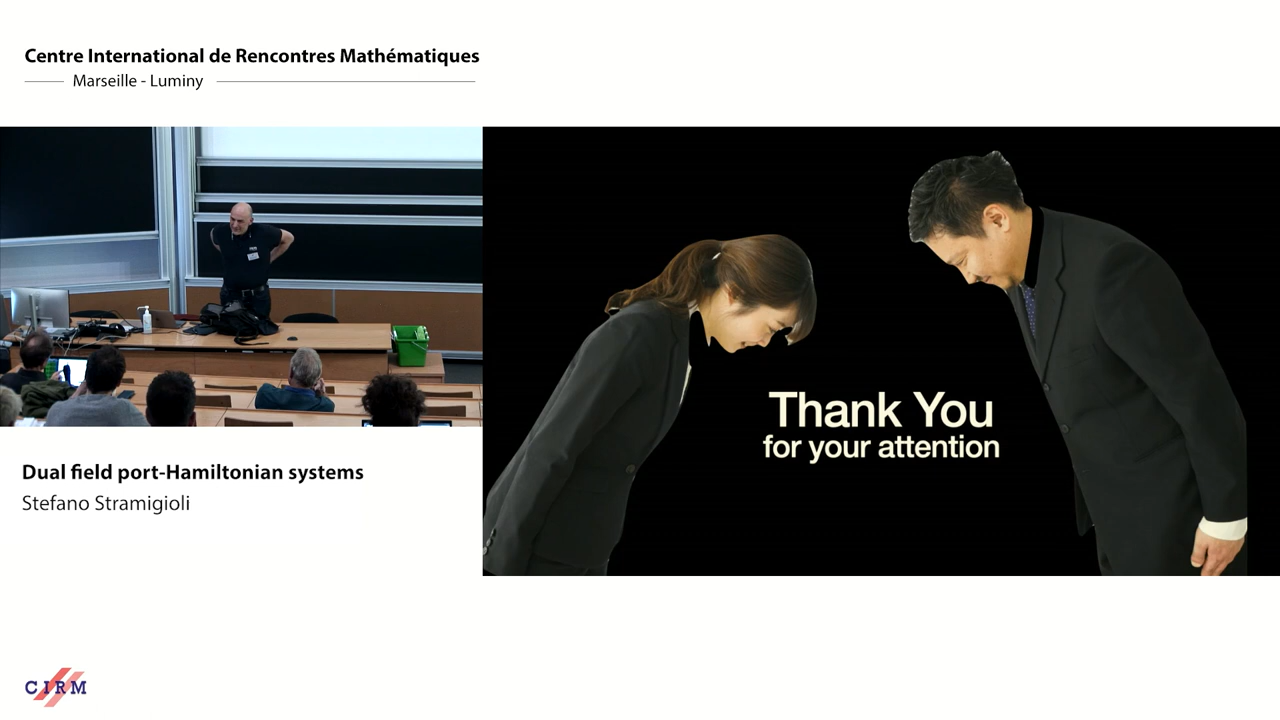 Centre International de Rencontres Mathématiques
Marseille - Luminy
Thank You
for your attention
Dual field port-Hamiltonian systems
Stefano Stramigioli
CIRM